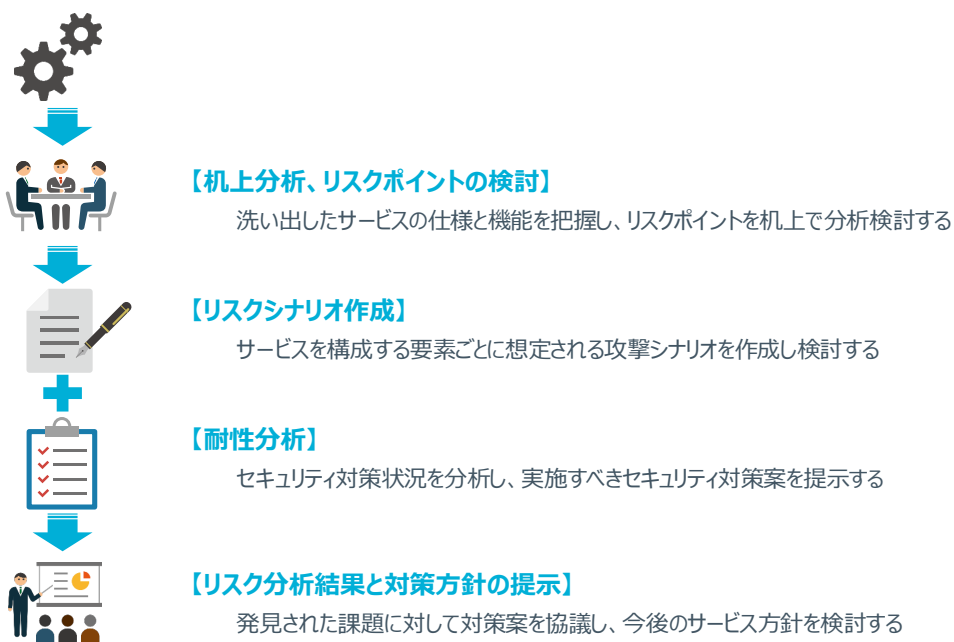 【机上分析、リスクポイントの検討】
洗い出したサービスの仕様と機能を把握し、リスクポイントを机上で分析検討する
【リスクシナリオ作成】
サービスを構成する要素ごとに想定される攻撃シナリオを作成し検討する
【耐性分析】
セキュリティ対策状況を分析し、実施すべきセキュリティ対策案を提示する
【リスク分析結果と対策方針の提示】
発見された課題に対して対策案を協議し、今後のサービス方針を検討する